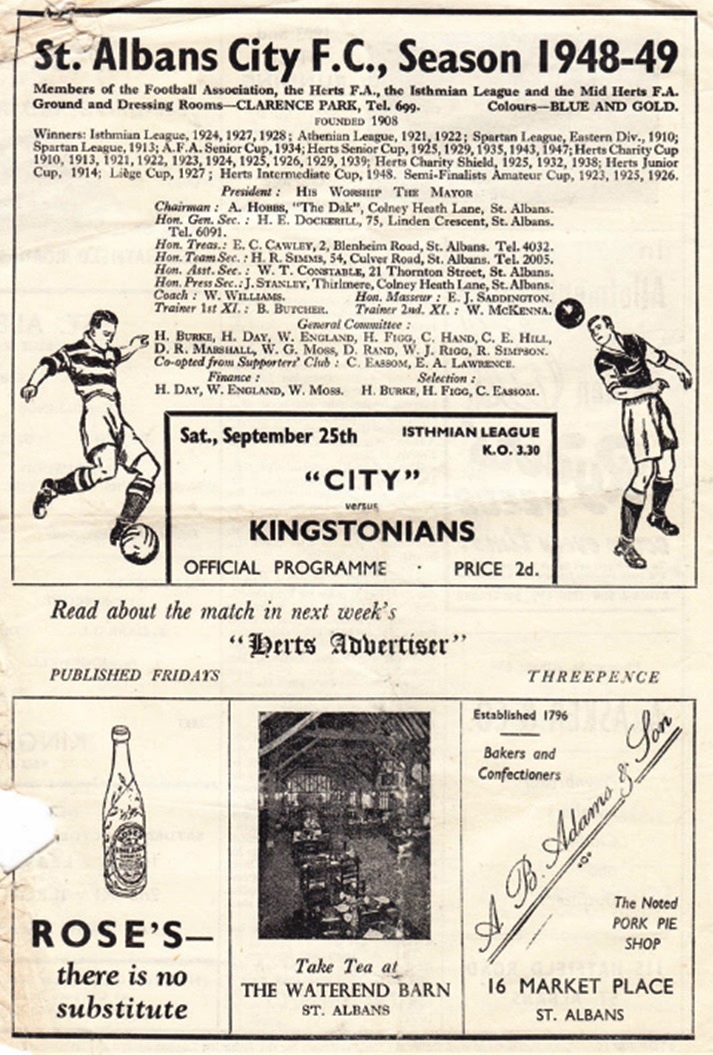 St. Albans City F.C., Season 1948-49
Members of the Football Association, the Herts F.A., the Isthmian League and the Mid Herts F.A.
Ground and Dressing Rooms—CLARENCE PARK, Tel. 699. Colours—BLUE AND GOLD.
FOUNDED 1908
Winners: Isthmian League, 1924, 1927, 1928; Athenian League, 1921, 1922; Spartan League, Eastern Div., 1910;
Spartan League, 1913; A.F.A. Senior Cup, 1934; Herts Senior Cup, 1925, 1929, 1935, 1943, 1947; Herts Charity Cup
1910, 1913, 1921, 1922, 1923, 1924, 1925, 1926, 1929, 1939; Herts Charity Shield, 1925, 1932, 1938; Herts Junior
Cup, 1914; Liège Cup, 1927; Herts Intermediate Cup, 1948. Semi-Finalists Amateur Cup, 1923, 1925, 1926.
President: HIS WORSHIP THE MAYOR
Chairman: A. HOBBS, "The Dak", Colney Heath Lane, St. Albans.
Hon. Gen. Sec.: H. E. DOCKERILL, 75, Linden Crescent, St. Albans.
Tel. 6091.
Hon. Treas.: E. C. CAWLEY, 2, Blenheim Road, St. Albans. Tel. 4032.
Hon. Team Sec.: H. R. SIMMS, 54, Culver Road, St. Albans. Tel. 2005.
Hon. Asst. Sec.: W. T. CONSTABLE, 21 Thornton Street, St. Albans.
Hon. Press Sec.: J. STANLEY, Thirlmere, Colney Heath Lane, St. Albans.
Coach: W. WILLIAMS. Hon. Masseur: E. J. SADDINGTON.
Trainer 1st XI.: B. BUTCHER. Trainer 2nd. XI.: W. MCKENNA.
General Committee:
H. BURKE, H. DAY, W. ENGLAND, H. FIGG, C. HAND, C. E. HILL,
D. R. MARSHALL, W. G. MOSS, D. RAND, W. J. RIGG, R. SIMPSON.
Co-opted from Supporters' Club: C. EASSOM, E. A. LAWRENCE.
Finance: Selection:
H. DAY, W. ENGLAND, W. MOSS. H. BURKE, H. FIGG, C. EASSOM.
Sat., September 25th ISTHMIAN LEAGUE
K.O. 3.30
"CITY"
versus
KINGSTONIANS
OFFICIAL PROGRAMME · PRICE 2d.
Read about the match in next week's
"Herts Advertiser"
PUBLISHED FRIDAYS THREEPENCE
ROSE'S
ROSE'S—
there is no
substitute
Take Tea at
THE WATEREND BARN
ST. ALBANS
Established 1796
Bakers and
Confectioners
A. B. Adams & Son
The Noted
PORK PIE
SHOP
16 MARKET PLACE
ST. ALBANS